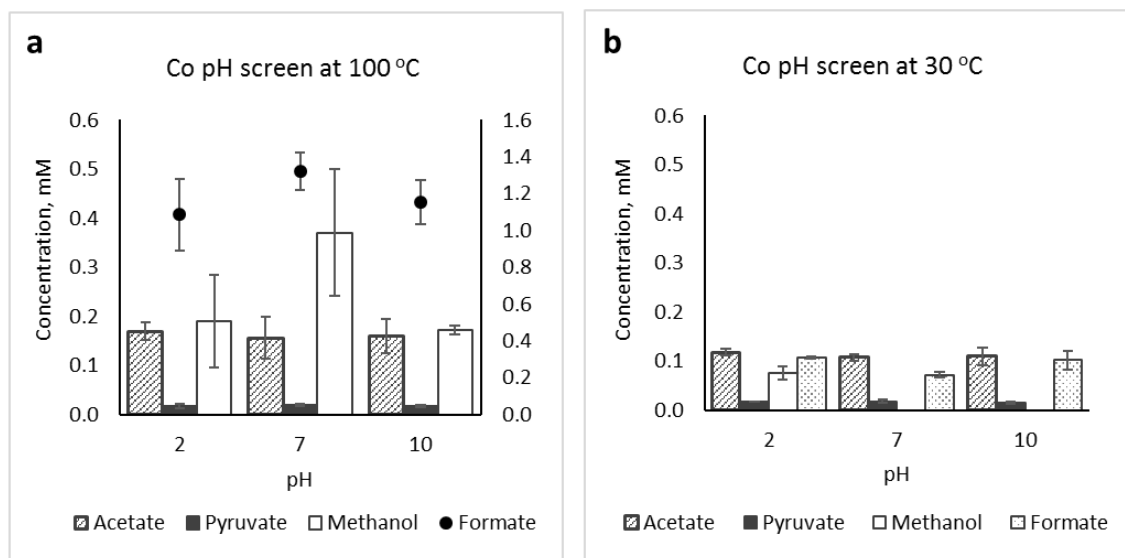 a
Co pH screen at 100 °C
Concentration, mM
0.6
0.5
0.4
0.3
0.2
0.1
0.0
1.6
1.4
1.2
1.0
0.8
0.6
0.4
0.2
0.0
2 7 10
pH
Acetate Pyruvate Methanol Formate
b
Co pH screen at 30 °C
Concentration, mM
0.6
0.5
0.4
0.3
0.2
0.1
0.0
2 7 10
pH
Acetate Pyruvate Methanol Formate